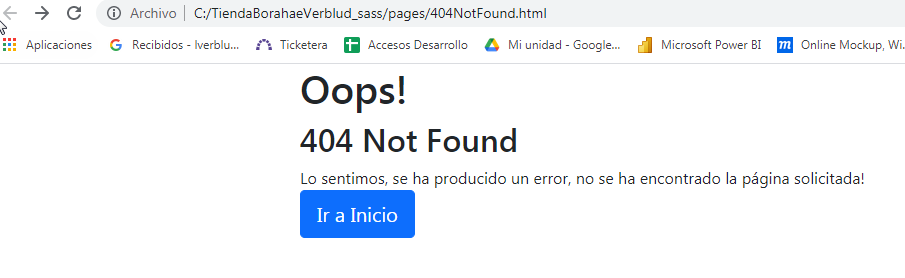 Archivo C:/TiendaBorahaeVerblud_sass/pages/404NotFound.html
Aplicaciones Recibidos - Iverblu... Ticketera Accesos Desarrollo Mi unidad - Google... Microsoft Power BI Online Mockup, Wi...
Oops!
404 Not Found
Lo sentimos, se ha producido un error, no se ha encontrado la página solicitada!
Ir a Inicio